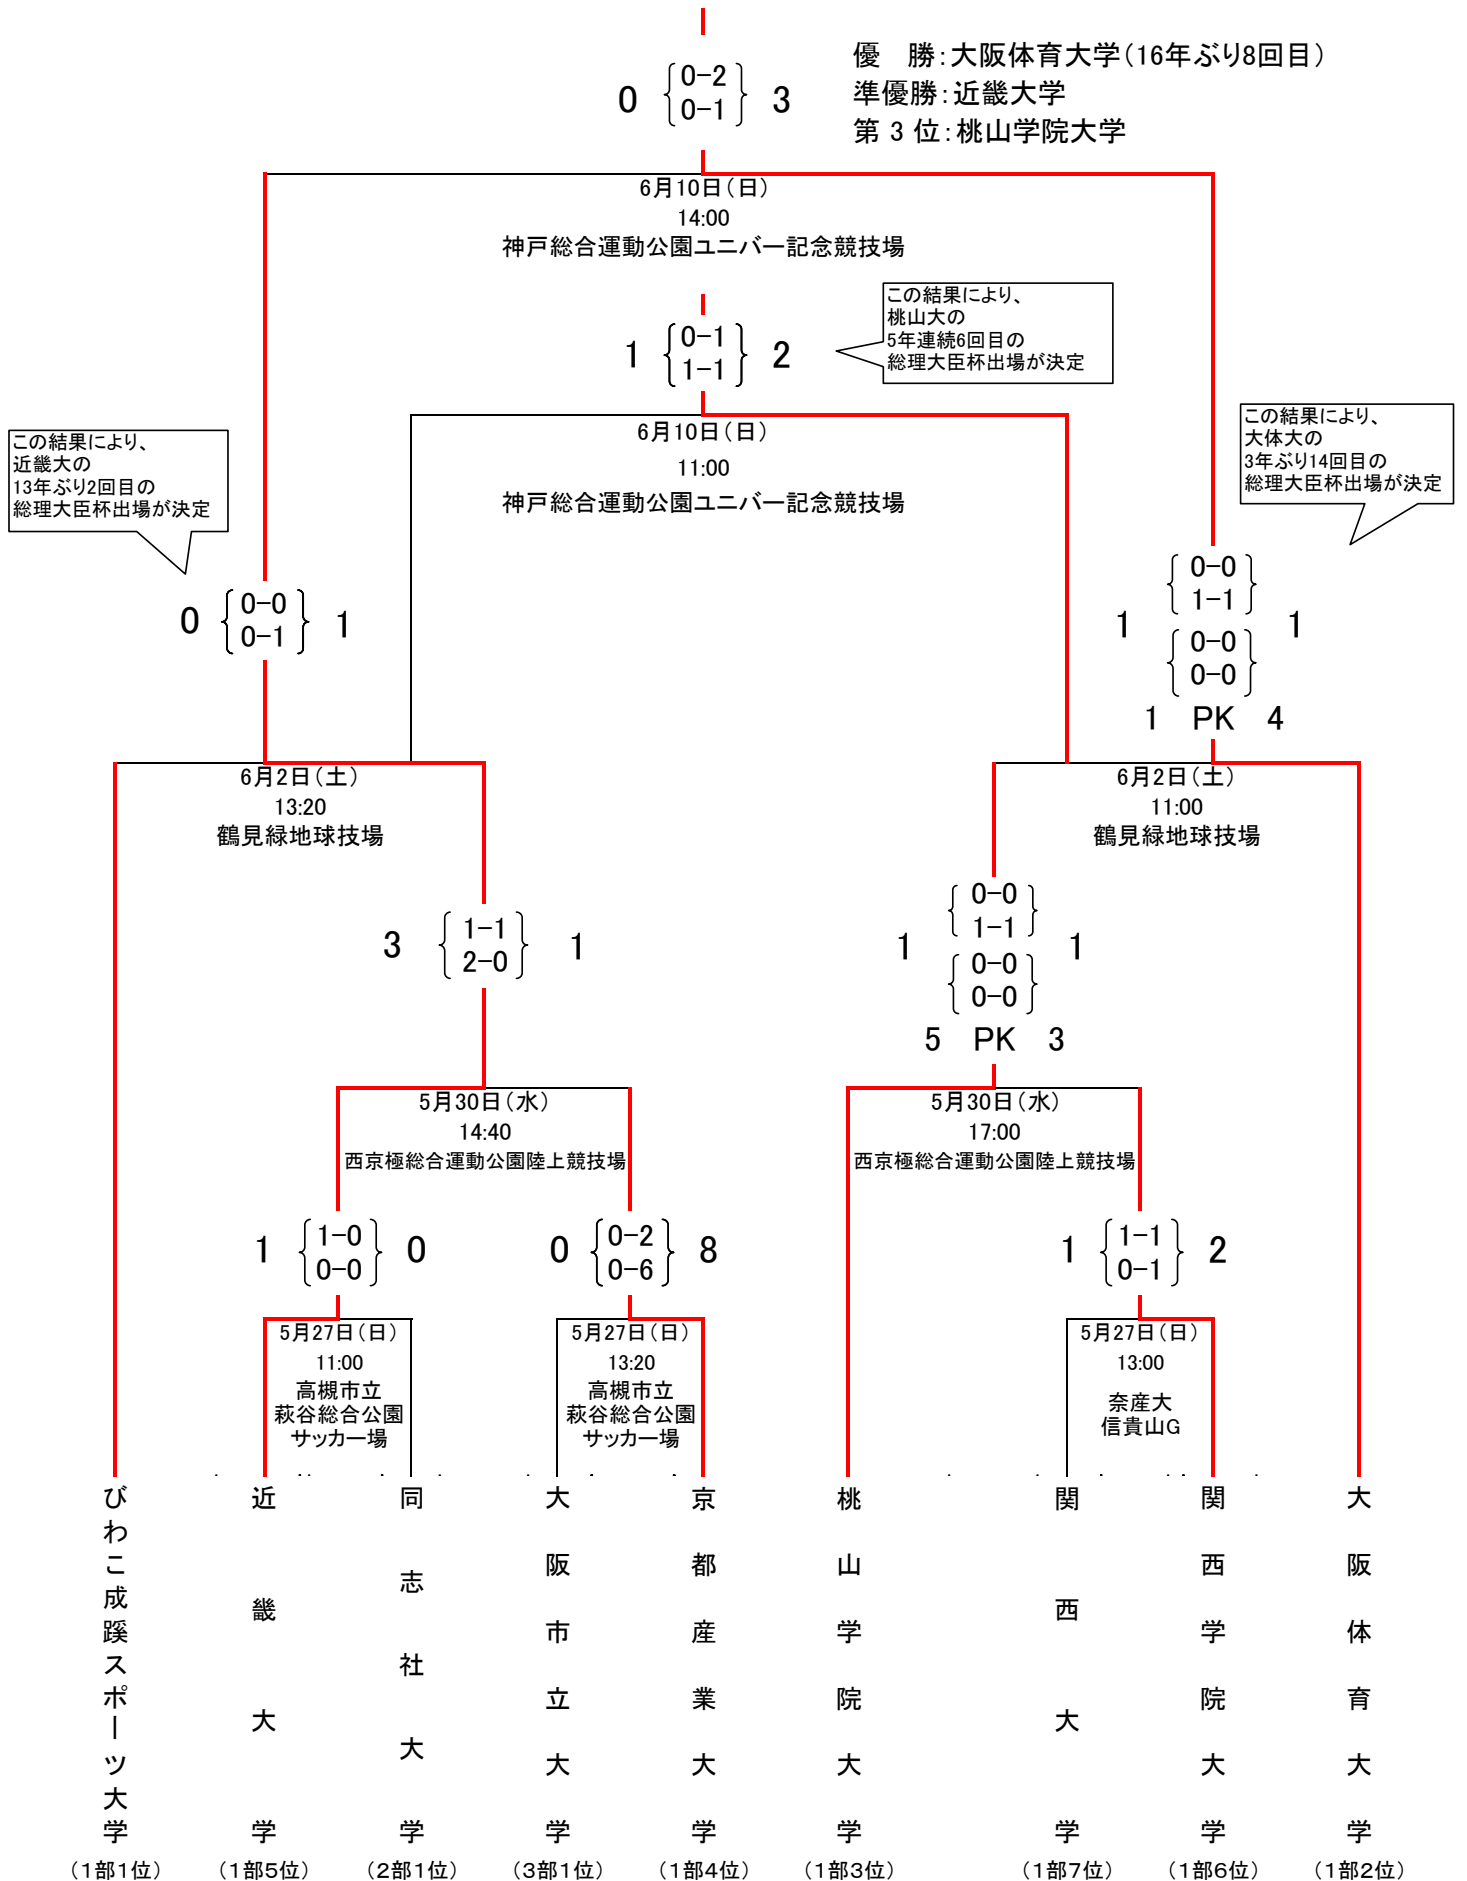 優　勝：大阪体育大学（16年ぶり8回目）
準優勝：近畿大学
第 3 位：桃山学院大学
0 0−2 3
0−1
6月10日（日）
14:00
神戸総合運動公園ユニバー記念競技場
この結果により、
桃山大の
5年連続6回目の
総理大臣杯出場が決定
1 0−1 2
1−1
6月10日（日）
11:00
神戸総合運動公園ユニバー記念競技場
この結果により、
近畿大の
13年ぶり2回目の
総理大臣杯出場が決定
この結果により、
大体大の
3年ぶり14回目の
総理大臣杯出場が決定
0 0−0 1
0−1
0−0
1−1
1 1
0−0
0−0
1 PK 4
6月2日（土）
13:20
鶴見緑地球技場
6月2日（土）
11:00
鶴見緑地球技場
3 1−1 1
2−0
0−0
1−1
1 1
0−0
0−0
5 PK 3
5月30日（水）
14:40
西京極総合運動公園陸上競技場
5月30日（水）
17:00
西京極総合運動公園陸上競技場
1 1−0 0
0−0
0 0−2 8
0−6
1 1−1 2
0−1
5月27日（日）
11:00
高槻市立
萩谷総合公園
サッカー場
5月27日（日）
13:20
高槻市立
萩谷総合公園
サッカー場
5月27日（日）
13:00
奈産大
信貴山G
びわこ成蹊スポーツ大学
近畿大学
同志社大学
大阪市立大学
京都産業大学
桃山学院大学
関西大学
関西学院大学
大阪体育大学
（1部1位）
（1部5位）
（2部1位）
（3部1位）
（1部4位）
（1部3位）
（1部7位）
（1部6位）
（1部2位）